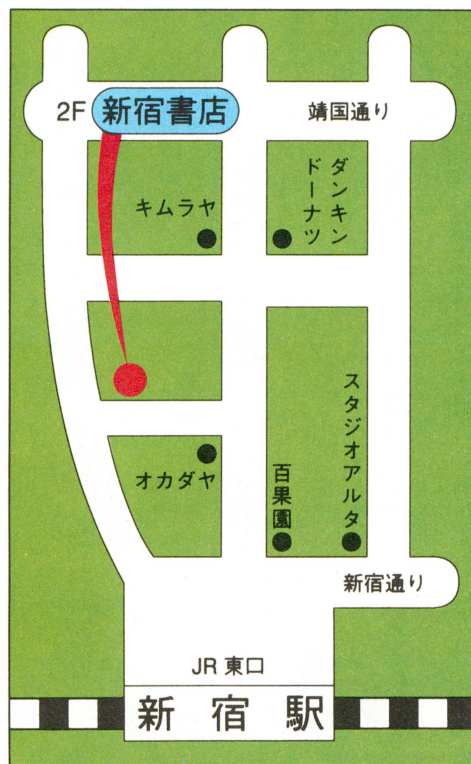 2F 新宿書店
靖国通り
キムラヤ
ダンキン
ドーナツ
スタジオアルタ
オカダヤ
百果園
新宿通り
JR 東口
新宿駅